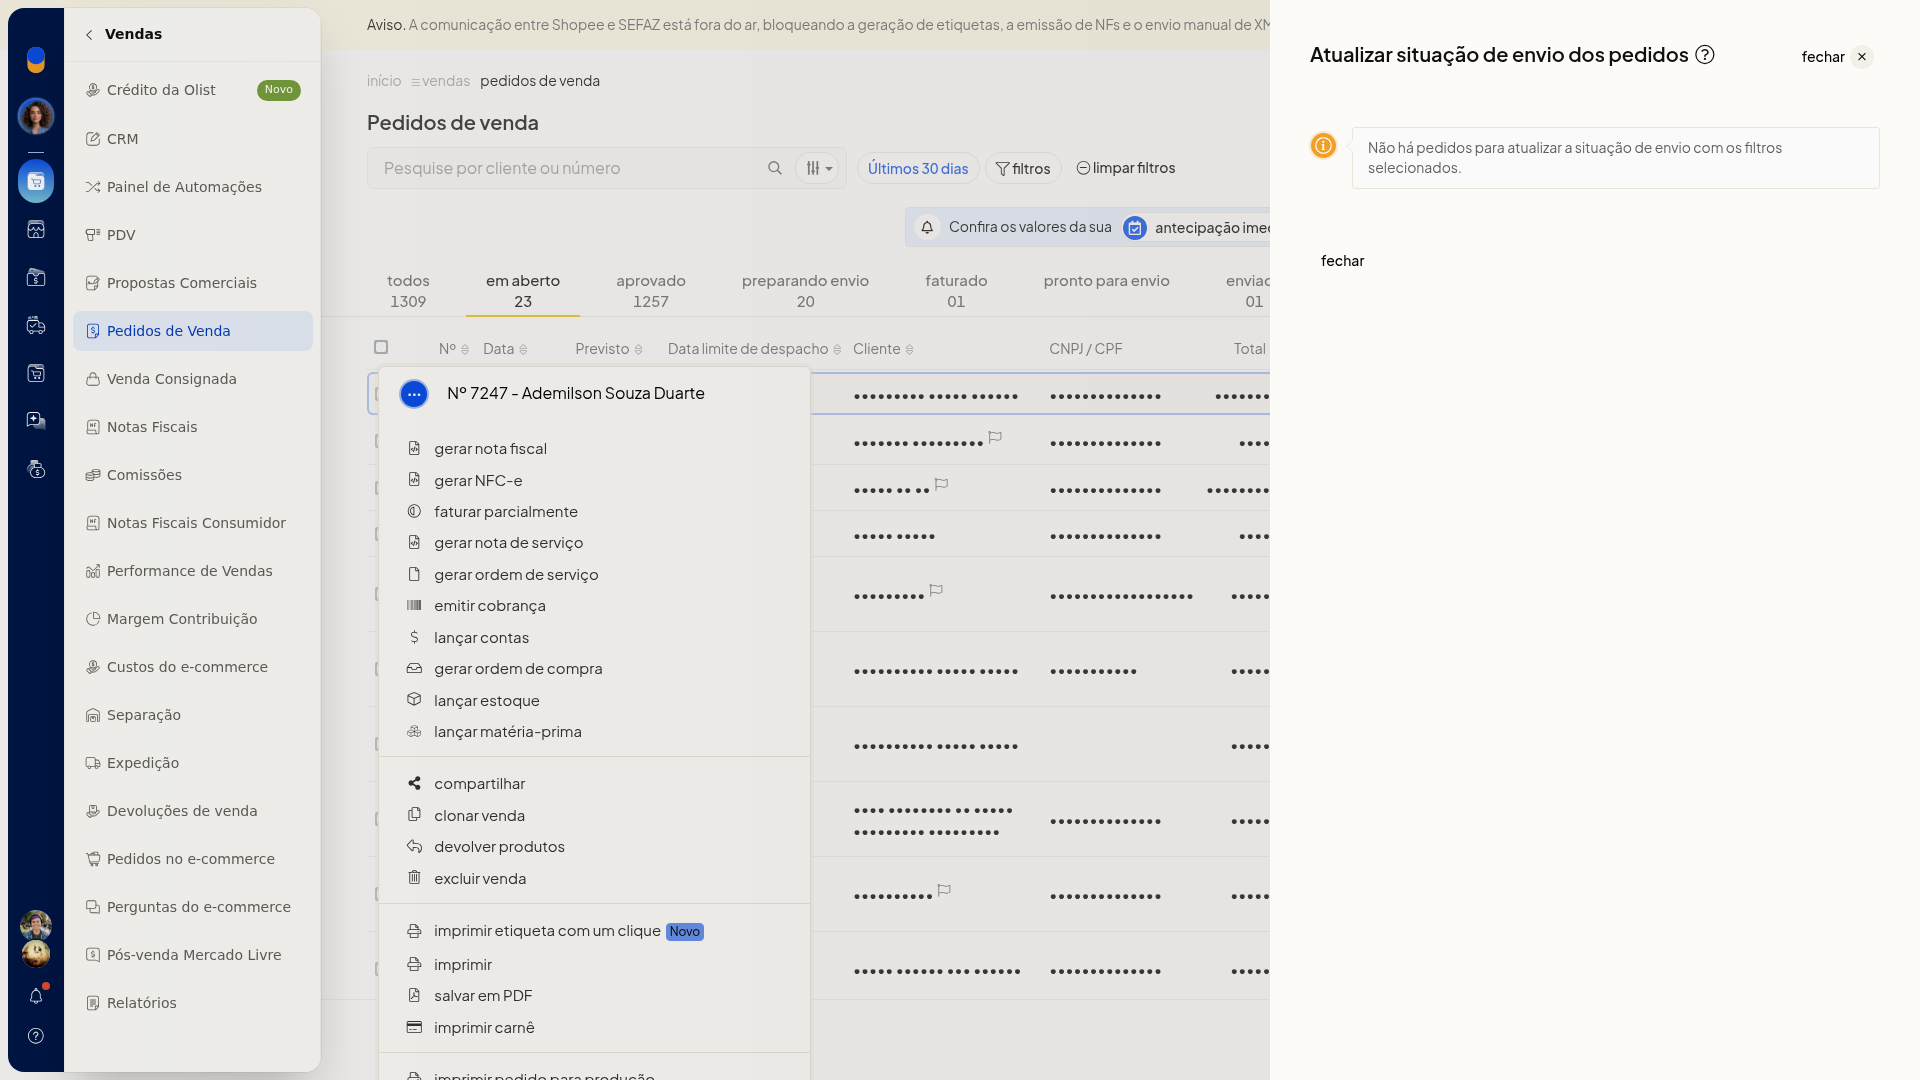 Vendas
Crédito da Olist
Novo
CRM
Painel de Automações
PDV
Propostas Comerciais
Pedidos de Venda
Venda Consignada
Notas Fiscais
Comissões
Notas Fiscais Consumidor
Performance de Vendas
Margem Contribuição
Custos do e-commerce
Separação
Expedição
Devoluções de venda
Pedidos no e-commerce
Perguntas do e-commerce
Pós-venda Mercado Livre
Relatórios
Aviso. A comunicação entre Shopee e SEFAZ está fora do ar, bloqueando a geração de etiquetas, a emissão de NFs e o envio manual de XM
início vendas pedidos de venda
Pedidos de venda
Pesquise por cliente ou número
Últimos 30 dias
filtros
limpar filtros
Confira os valores da sua antecipação imed
todos 1309
em aberto 23
aprovado 1257
preparando envio 20
faturado 01
pronto para envio
enviad 01
Nº Data Previsto Data limite de despacho Cliente CNPJ / CPF Total
Nº 7247 - Ademilson Souza Duarte
gerar nota fiscal
gerar NFC-e
faturar parcialmente
gerar nota de serviço
gerar ordem de serviço
emitir cobrança
lançar contas
gerar ordem de compra
lançar estoque
lançar matéria-prima
compartilhar
clonar venda
devolver produtos
excluir venda
imprimir etiqueta com um clique Novo
imprimir
salvar em PDF
imprimir carnê
imprimir pedido para produção
Atualizar situação de envio dos pedidos
fechar
Não há pedidos para atualizar a situação de envio com os filtros
selecionados.
fechar